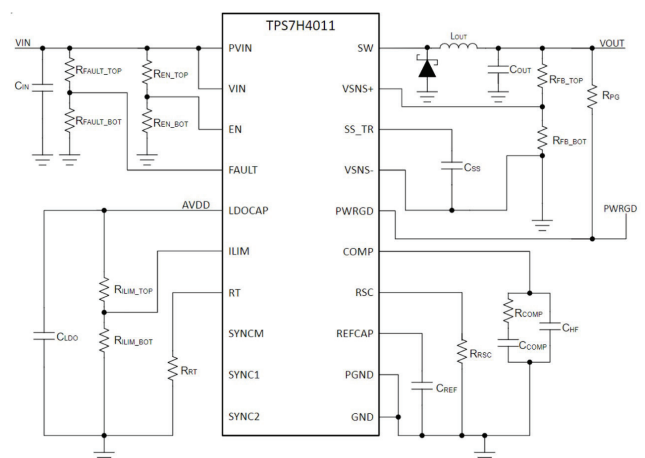 TPS7H4011
VIN
CIN
RFAULT_TOP
REN_TOP
RFAULT_BOT
REN_BOT
PVIN
VIN
EN
FAULT
LDOCAP
ILIM
RT
SYNCM
SYNC1
SYNC2
SW
VSNS+
SS_TR
VSNS-
PWRGD
COMP
RSC
REFCAP
PGND
GND
LOUT
VOUT
COUT
RFB_TOP
RPG
RFB_BOT
CSS
PWRGD
AVDD
RILIM_TOP
CLDO
RILIM_BOT
RRT
RCOMP
CHF
CCOMP
RRSC
CREF